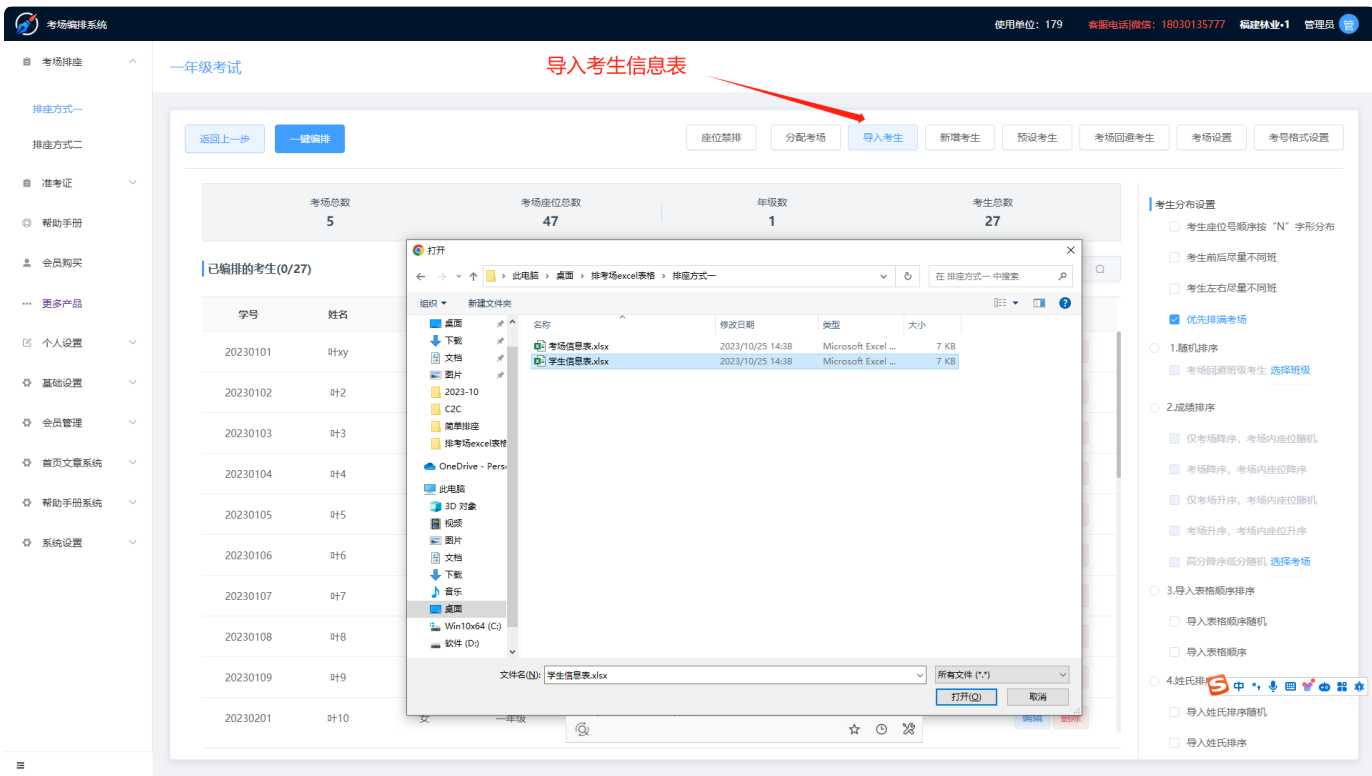 考场编排系统
使用单位：179
客服电话|微信：18030135777
福建林业•1
管理员
管
考场排座
排座方式一
排座方式二
准考证
帮助手册
会员购买
更多产品
个人设置
基础设置
会员管理
首页文章系统
帮助手册系统
系统设置
一年级考试
导入考生信息表
返回上一步
一键编排
座位禁排
分配考场
导入考生
新增考生
预设考生
考场回避考生
考场设置
考号格式设置
考场总数
5
考场座位总数
47
年级数
1
考生总数
27
已编排的考生(0/27)
学号 姓名
20230101 叶xy
20230102 叶2
20230103 叶3
20230104 叶4
20230105 叶5
20230106 叶6
20230107 叶7
20230108 叶8
20230109 叶9
20230201 叶10 女 一年级 编辑 删除
打开
此电脑 › 桌面 › 排考场excel表格 › 排座方式一
在 排座方式一 中搜索
组织 新建文件夹
桌面
下载
文档
图片
2023-10
C2C
简单排座
排考场excel表格
OneDrive - Perso
此电脑
3D 对象
视频
图片
文档
下载
音乐
桌面
Win10x64 (C:)
软件 (D:)
名称 修改日期 类型 大小
考场信息表.xlsx 2023/10/25 14:38 Microsoft Excel ... 7 KB
学生信息表.xlsx 2023/10/25 14:38 Microsoft Excel ... 7 KB
文件名(N): 学生信息表.xlsx
所有文件 (*.*)
打开(O)
取消
考生分布设置
考生座位号顺序按“N”字形分布
考生前后尽量不同班
考生左右尽量不同班
优先排满考场
1.随机排序
考场回避班级考生 选择班级
2.成绩排序
仅考场降序，考场内座位随机
考场降序，考场内座位降序
仅考场升序，考场内座位随机
考场升序，考场内座位升序
高分降序低分随机 选择考场
3.导入表格顺序排序
导入表格顺序随机
导入表格顺序
4.姓氏排
中
导入姓氏排序随机
导入姓氏排序